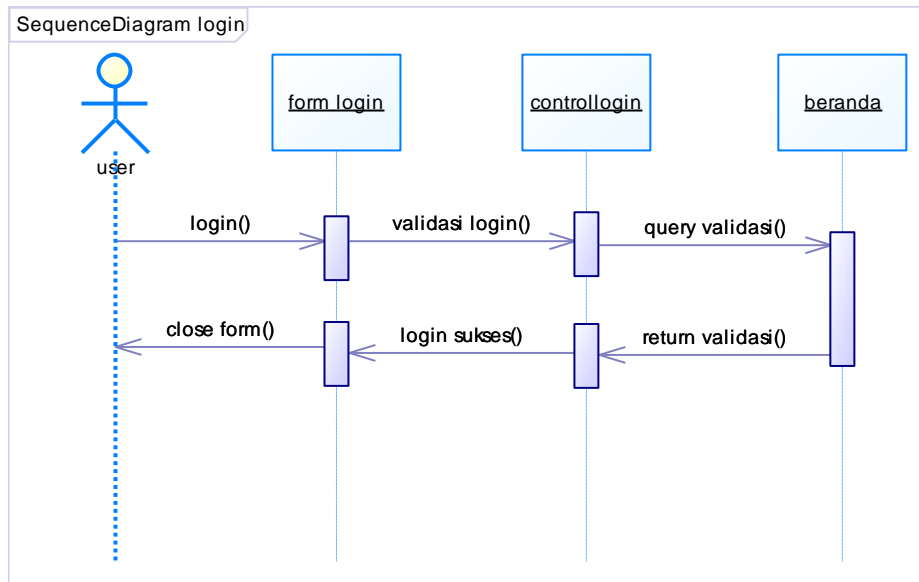 SequenceDiagram login
form login
controllogin
beranda
user
login()
validasi login()
query validasi()
close form()
login sukses()
return validasi()